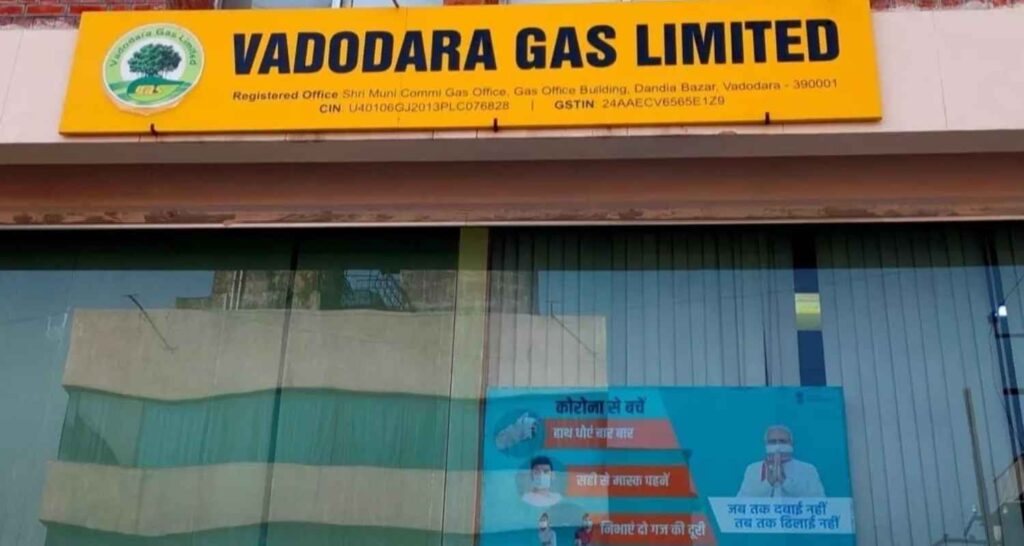 Vadodara Gas Limited
VADODARA GAS LIMITED
Registered Office Shri Muni Commi Gas Office, Gas Office Building, Dandia Bazar, Vadodara - 390001
CIN U40106GJ2013PLC076828 | GSTIN 24AAECV6565E1Z9
कोरोना से बचें
हाथ धोएं बार बार
सही से मास्क पहनें
निभाएं दो गज की दूरी
जब तक दवाई नहीं
तब तक ढिलाई नहीं